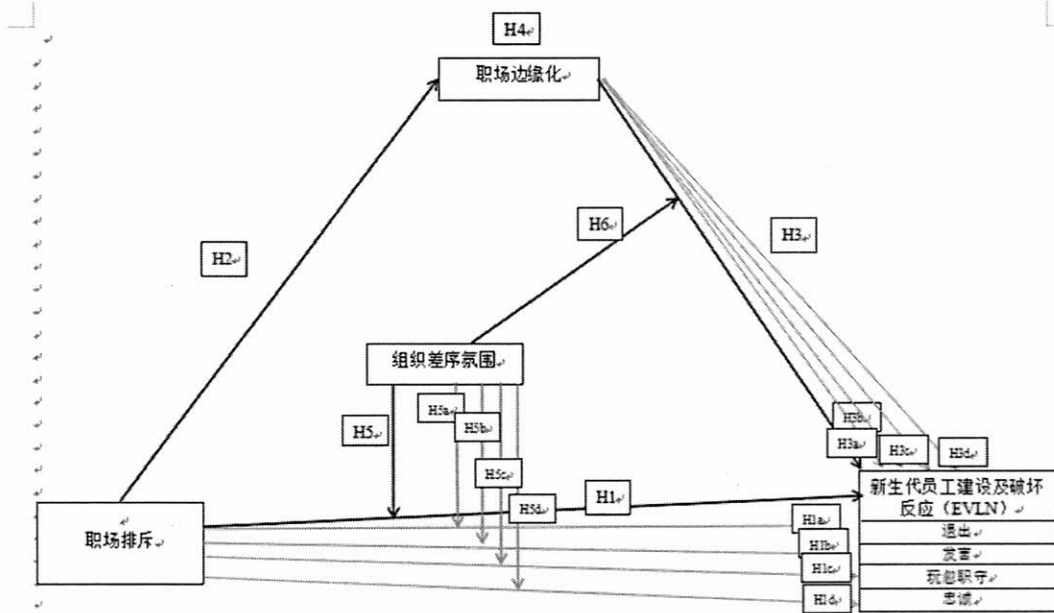 H4
职场边缘化
H2
H6
H3
组织差序氛围
H5
H5a
H5b
H5c
H5d
H1
H3b
H3a
H3c
H3d
职场排斥
新生代员工建设及破坏
反应（EVLN）
退出
发言
玩忽职守
忠诚
H1a
H1b
H1c
H1d